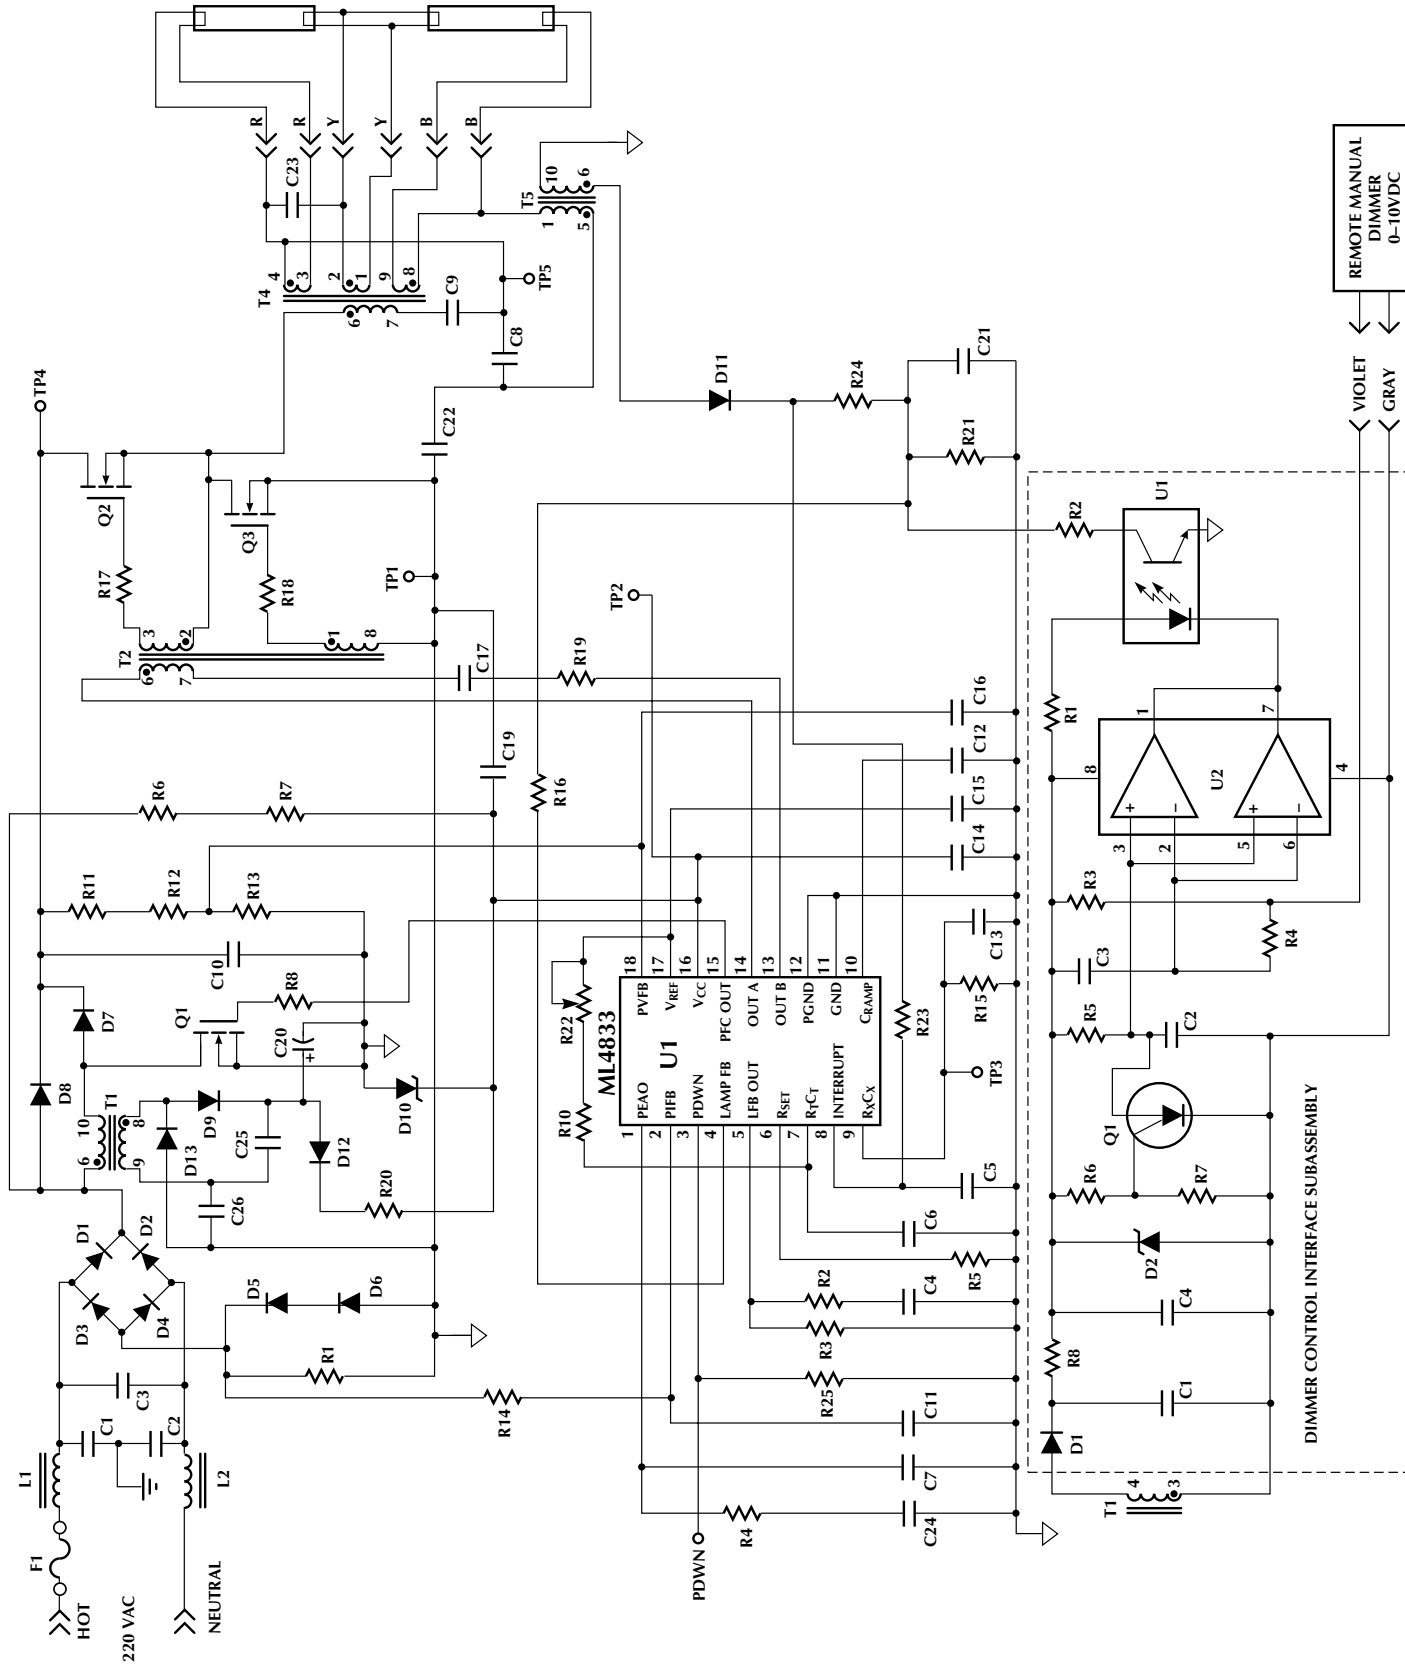 R
R
Y
Y
B
B
C23
T5
10
6
1
5
T4
4
3
2
1
9
8
6
7
C9
TP5
C8
TP4
C22
D11
R24
C21
R21
REMOTE MANUAL
DIMMER
0–10VDC
VIOLET
GRAY
Q2
Q3
R17
R18
TP1
TP2
T2
3
2
1
8
6
7
C17
R19
C19
R16
R6
R7
R11
R12
R13
C10
R8
Q1
D7
C20
+
D8
T1
10
6
8
9
D9
D13
C25
D12
D10
R20
C26
D1
D2
D3
D4
D5
D6
R1
R14
C3
C1
C2
L1
L2
F1
HOT
220 VAC
NEUTRAL
C16
C12
C15
C14
C13
R15
R23
TP3
R22
R10
ML4833
U1
1
PEAO
2
PIFB
3
PDWN
4
LAMP FB
5
LFB OUT
6
RSET
7
RTCT
8
INTERRUPT
9
RXCX
18
PVFB
17
VREF
16
VCC
15
PFC OUT
14
OUT A
13
OUT B
12
PGND
11
GND
10
CRAMP
C5
C6
R5
R2
C4
R3
R25
C11
C7
R4
C24
PDWN
R2
U1
R1
8
1
7
4
U2
+
–
+
–
3
2
5
6
R3
R4
C3
R5
C2
Q1
R6
R7
D2
C4
R8
C1
D1
T1
4
3
DIMMER CONTROL INTERFACE SUBASSEMBLY